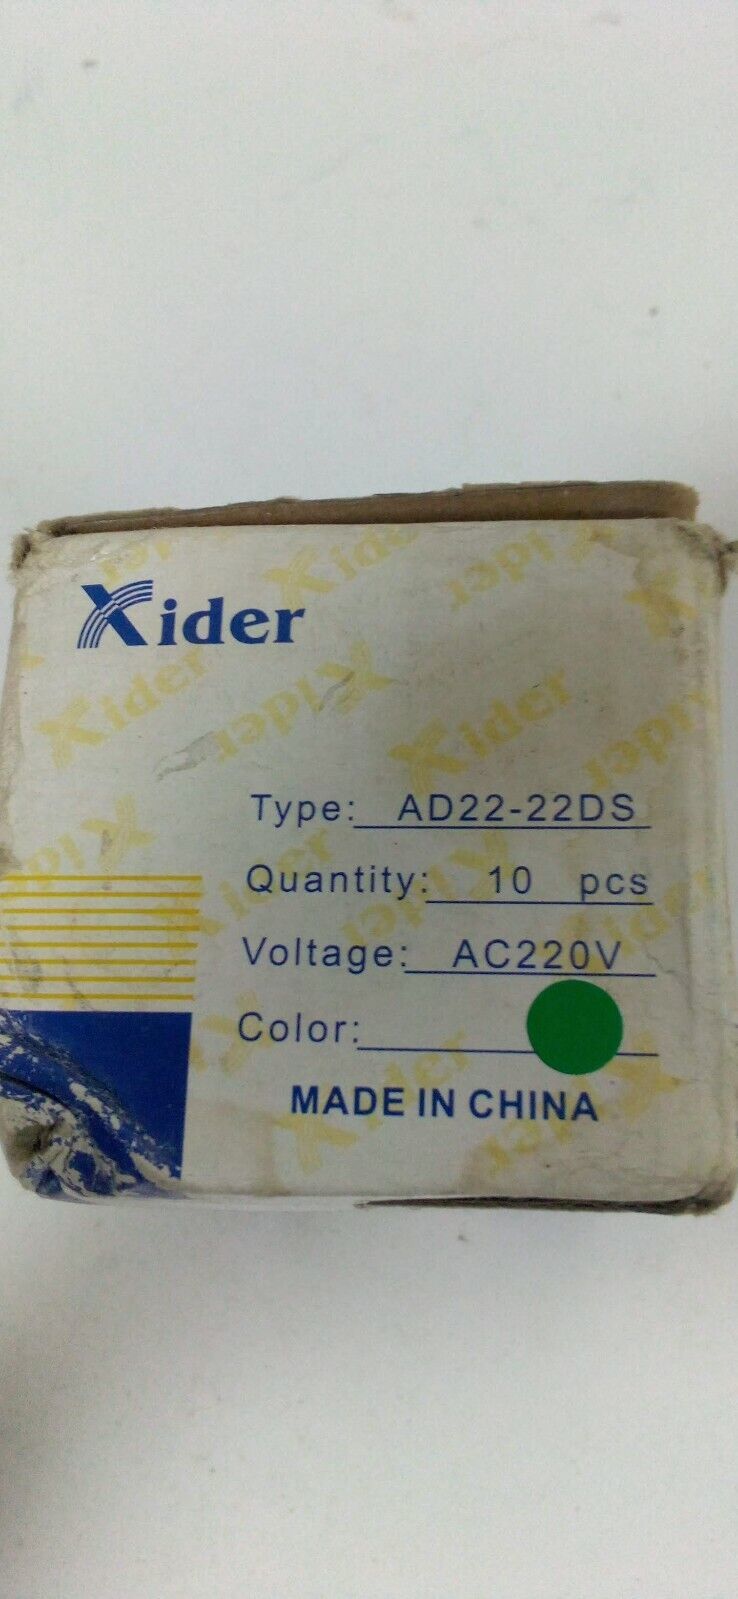 Xider
Type: AD22-22DS
Quantity: 10 pcs
Voltage: AC220V
Color:
MADE IN CHINA